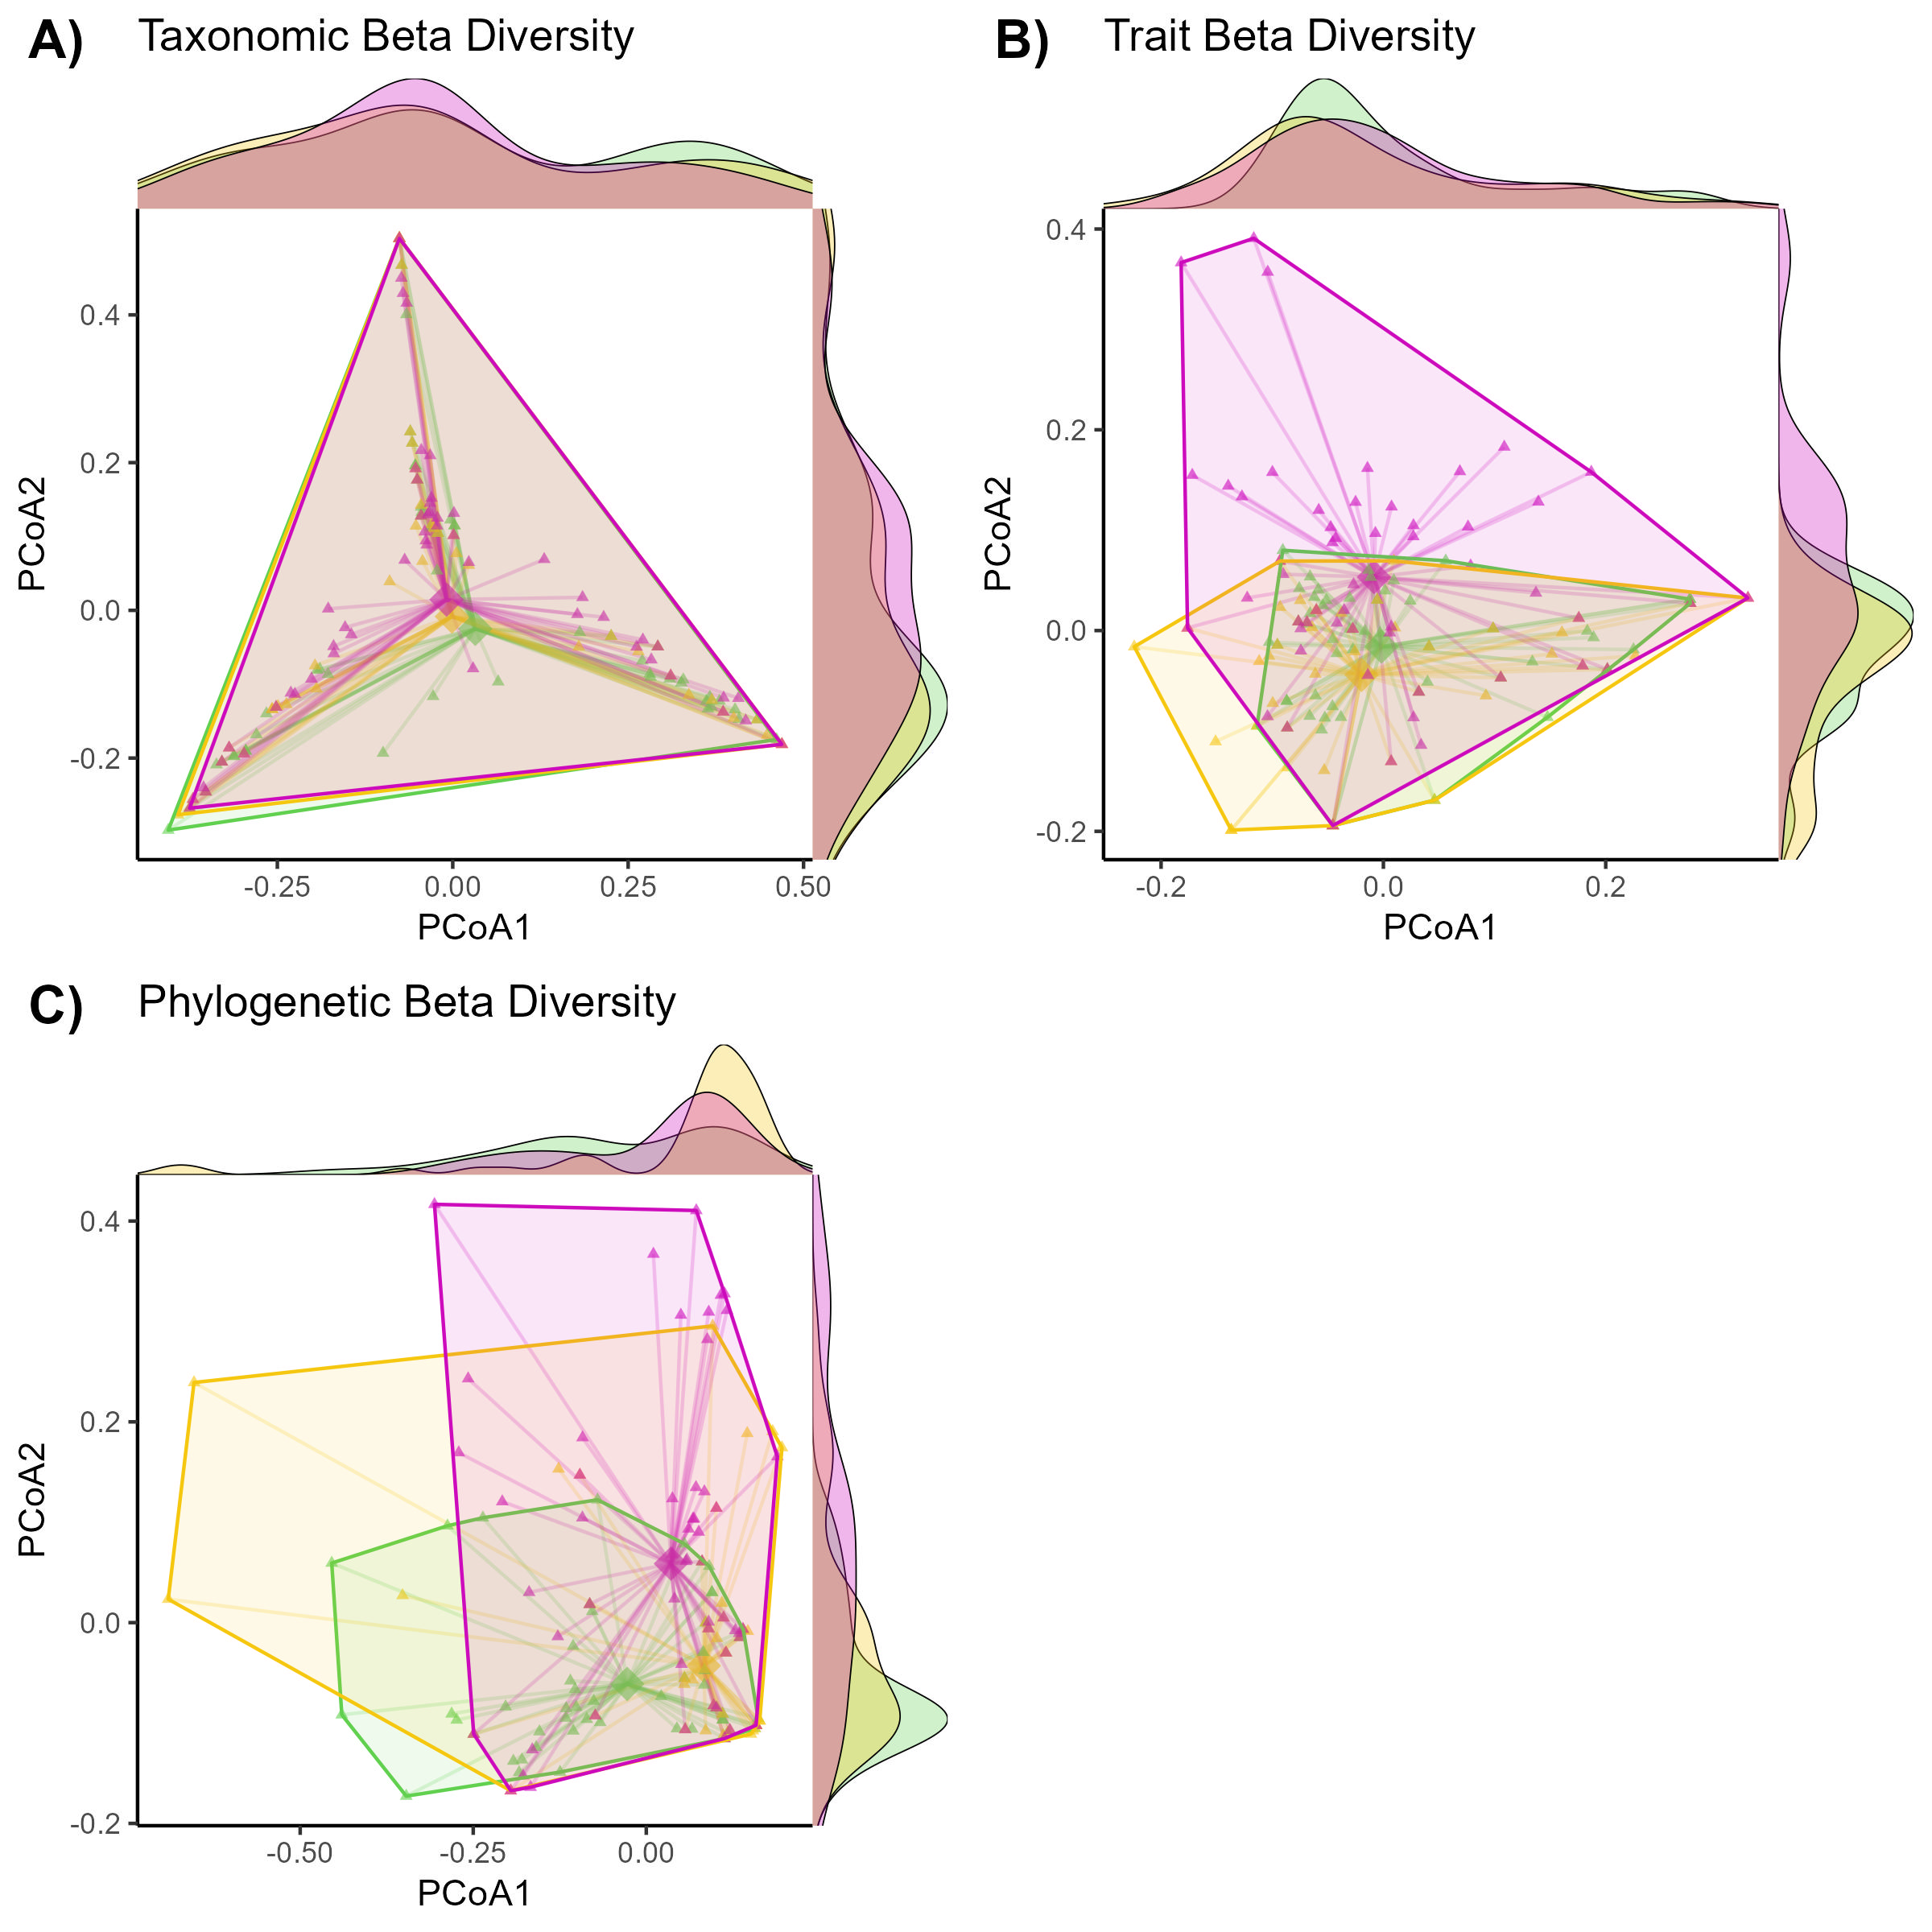 A) Taxonomic Beta Diversity
0.4
0.2
0.0
-0.2
PCoA2
-0.25 0.00 0.25 0.50
PCoA1
B) Trait Beta Diversity
0.4
0.2
0.0
-0.2
PCoA2
-0.2 0.0 0.2
PCoA1
C) Phylogenetic Beta Diversity
0.4
0.2
0.0
-0.2
PCoA2
-0.50 -0.25 0.00
PCoA1